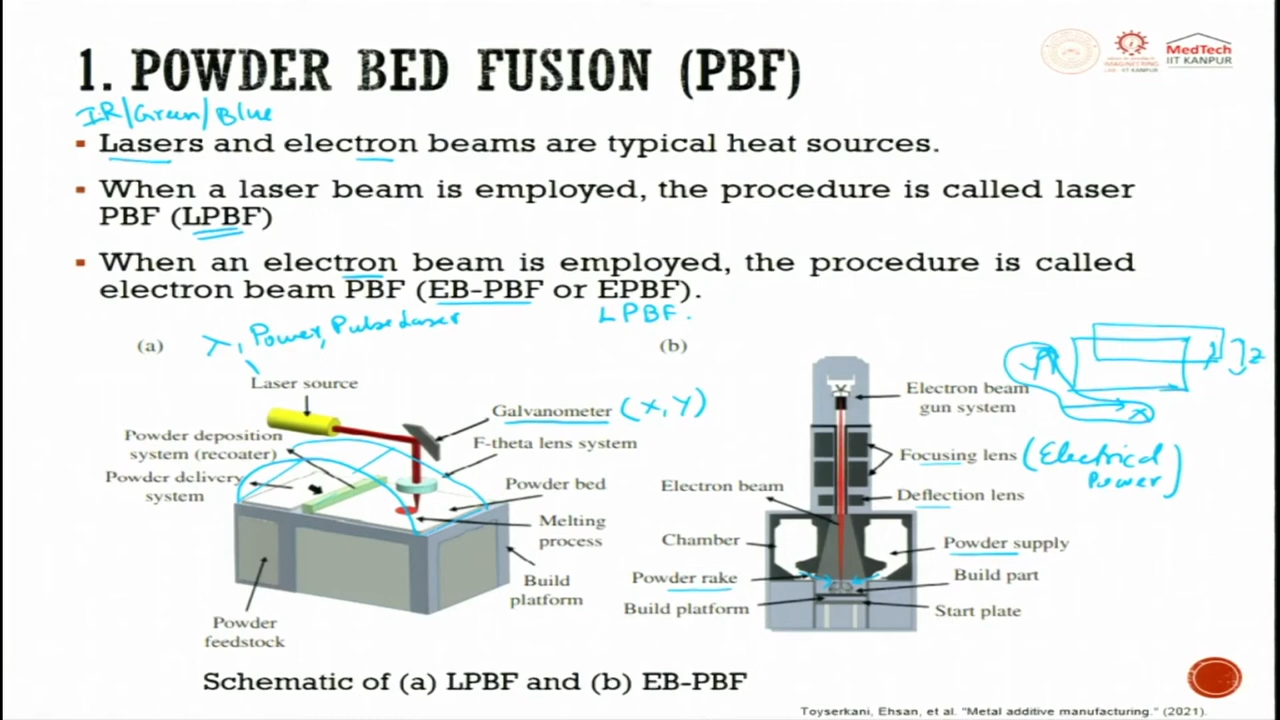 1. POWDER BED FUSION (PBF)
MedTech
IIT KANPUR
IR/Green/Blue
▪ Lasers and electron beams are typical heat sources.
▪ When a laser beam is employed, the procedure is called laser
PBF (LPBF)
▪ When an electron beam is employed, the procedure is called
electron beam PBF (EB-PBF or EPBF).
LPBF.
(a)
λ, Power, Pulse Laser
Laser source
Galvanometer (X,Y)
Powder deposition
system (recoater)
F-theta lens system
Powder delivery
system
Powder bed
Melting
process
Build
platform
Powder
feedstock
(b)
Electron beam
gun system
Focusing lens (Electrical
Power)
Electron beam
Deflection lens
Chamber
Powder supply
Powder rake
Build part
Build platform
Start plate
Y
X
Z
Schematic of (a) LPBF and (b) EB-PBF
Toyserkani, Ehsan, et al. "Metal additive manufacturing." (2021).